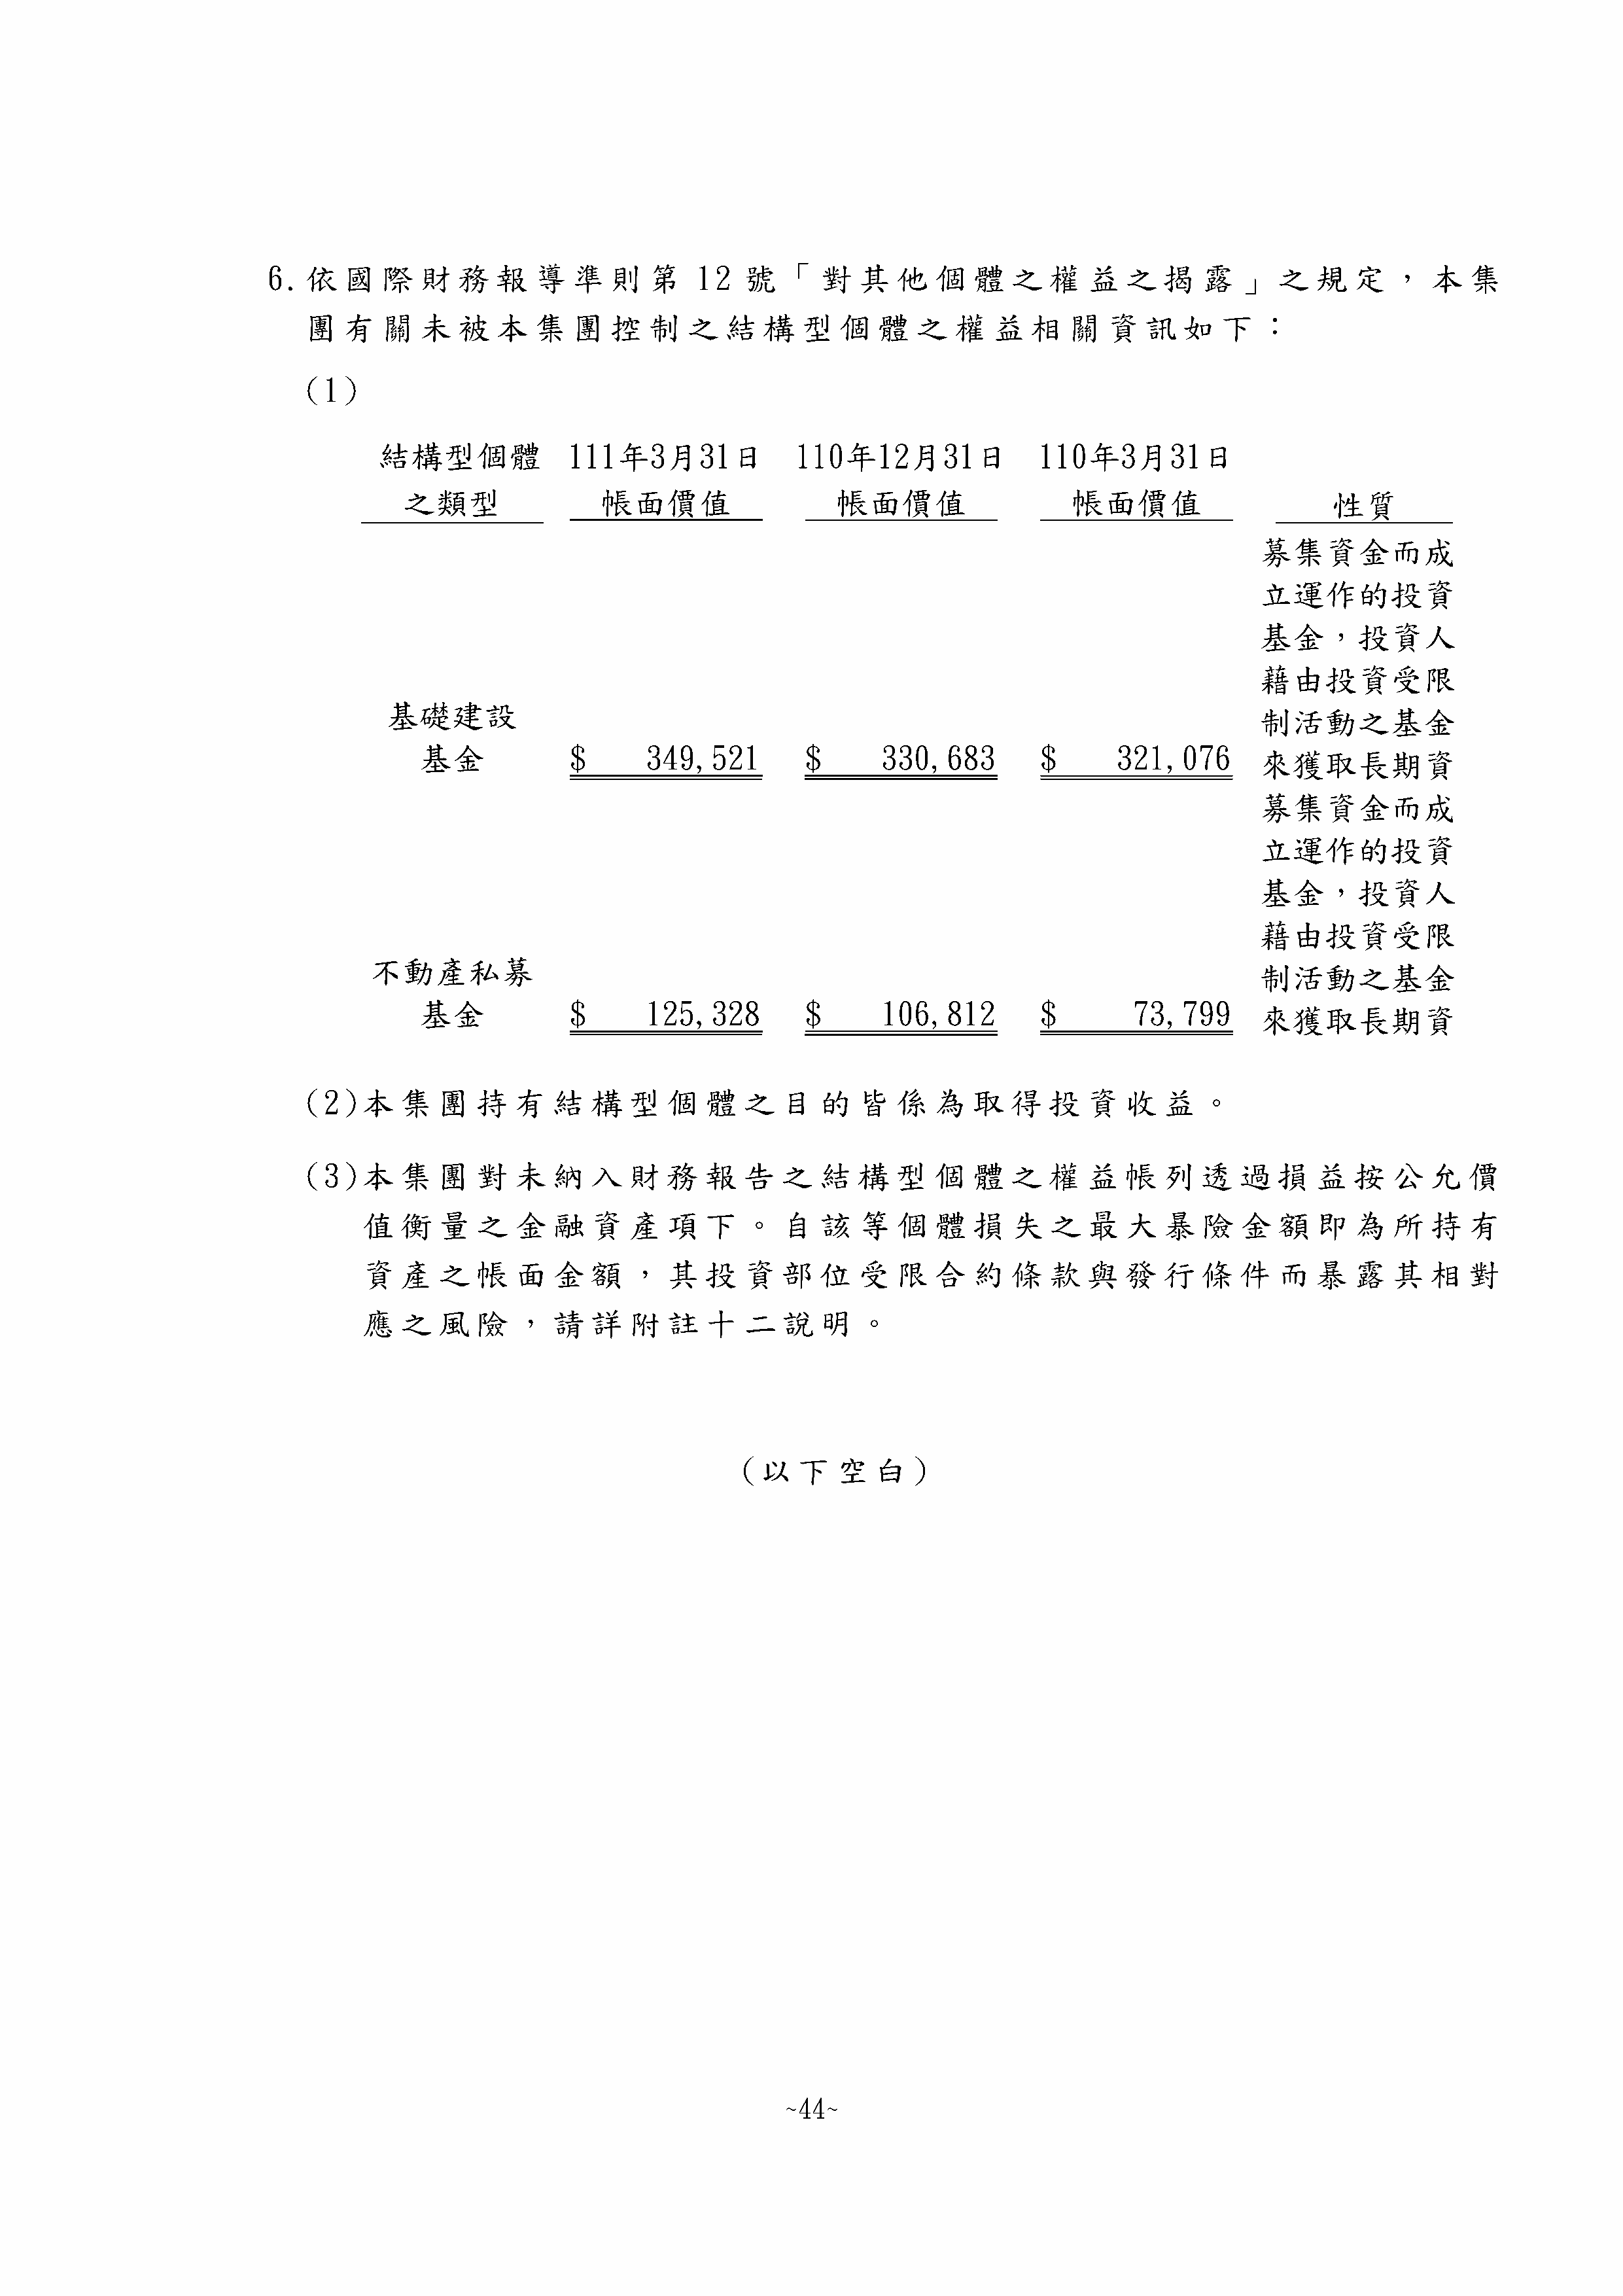 6.依國際財務報導準則第 12 號「對其他個體之權益之揭露」之規定，本集
團有關未被本集團控制之結構型個體之權益相關資訊如下：
(1)
結構型個體 111年3月31日 110年12月31日 110年3月31日
之類型 帳面價值 帳面價值 帳面價值 性質
募集資金而成
立運作的投資
基金，投資人
藉由投資受限
基礎建設 制活動之基金
基金 $ 349,521 $ 330,683 $ 321,076 來獲取長期資
募集資金而成
立運作的投資
基金，投資人
藉由投資受限
不動產私募 制活動之基金
基金 $ 125,328 $ 106,812 $ 73,799 來獲取長期資
(2)本集團持有結構型個體之目的皆係為取得投資收益。
(3)本集團對未納入財務報告之結構型個體之權益帳列透過損益按公允價
值衡量之金融資產項下。自該等個體損失之最大暴險金額即為所持有
資產之帳面金額，其投資部位受限合約條款與發行條件而暴露其相對
應之風險，請詳附註十二說明。
(以下空白)
~44~